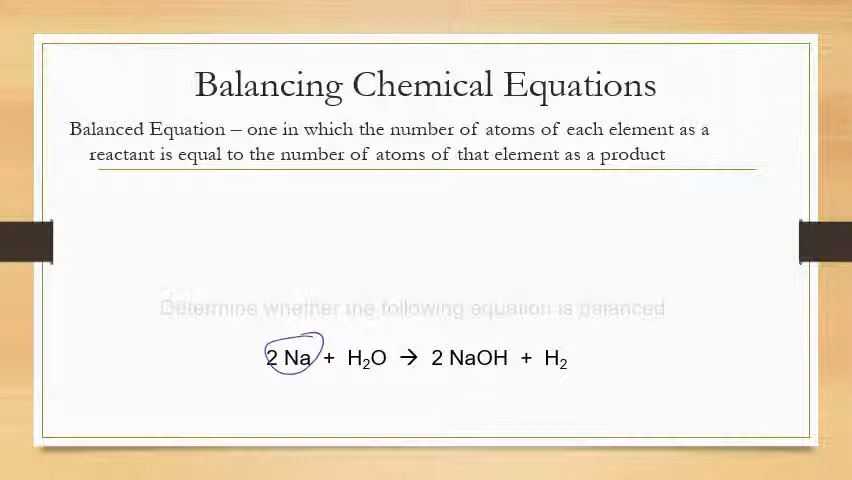 Balancing Chemical Equations
Balanced Equation – one in which the number of atoms of each element as a
reactant is equal to the number of atoms of that element as a product
Determine whether the following equation is balanced
2 Na + H₂O → 2 NaOH + H₂